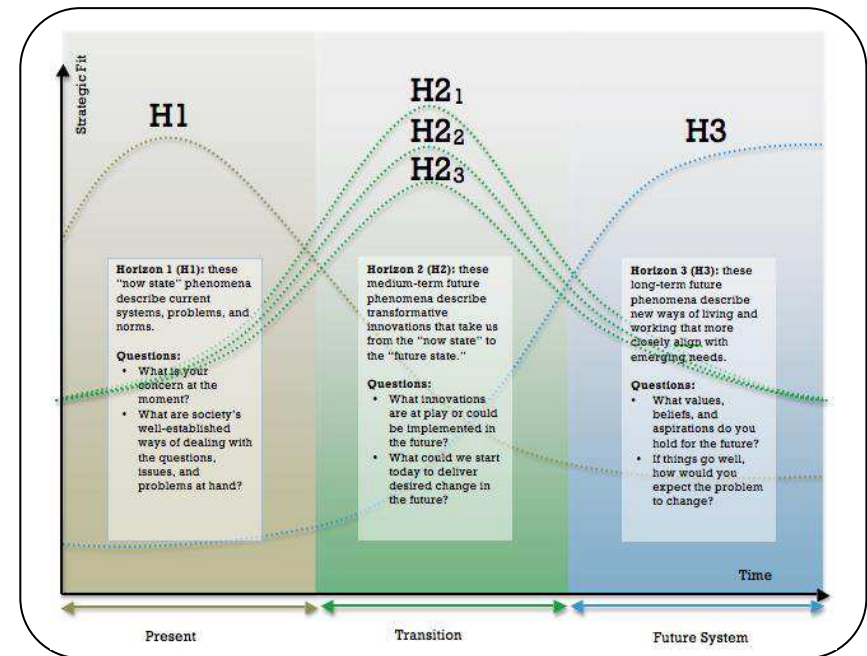 Strategic Fit
H1
H2₁
H2₂
H2₃
H3
Horizon 1 (H1): these
"now state" phenomena
describe current
systems, problems, and
norms.
Questions:
• What is your
concern at the
moment?
• What are society's
well-established
ways of dealing with
the questions,
issues, and
problems at hand?
Horizon 2 (H2): these
medium-term future
phenomena describe
transformative
innovations that take us
from the "now state" to
the "future state."
Questions:
• What innovations
are at play or could
be implemented in
the future?
• What could we start
today to deliver
desired change in
the future?
Horizon 3 (H3): these
long-term future
phenomena describe
new ways of living and
working that more
closely align with
emerging needs.
Questions:
• What values,
beliefs, and
aspirations do you
hold for the future?
• If things go well,
how would you
expect the problem
to change?
Time
Present
Transition
Future System